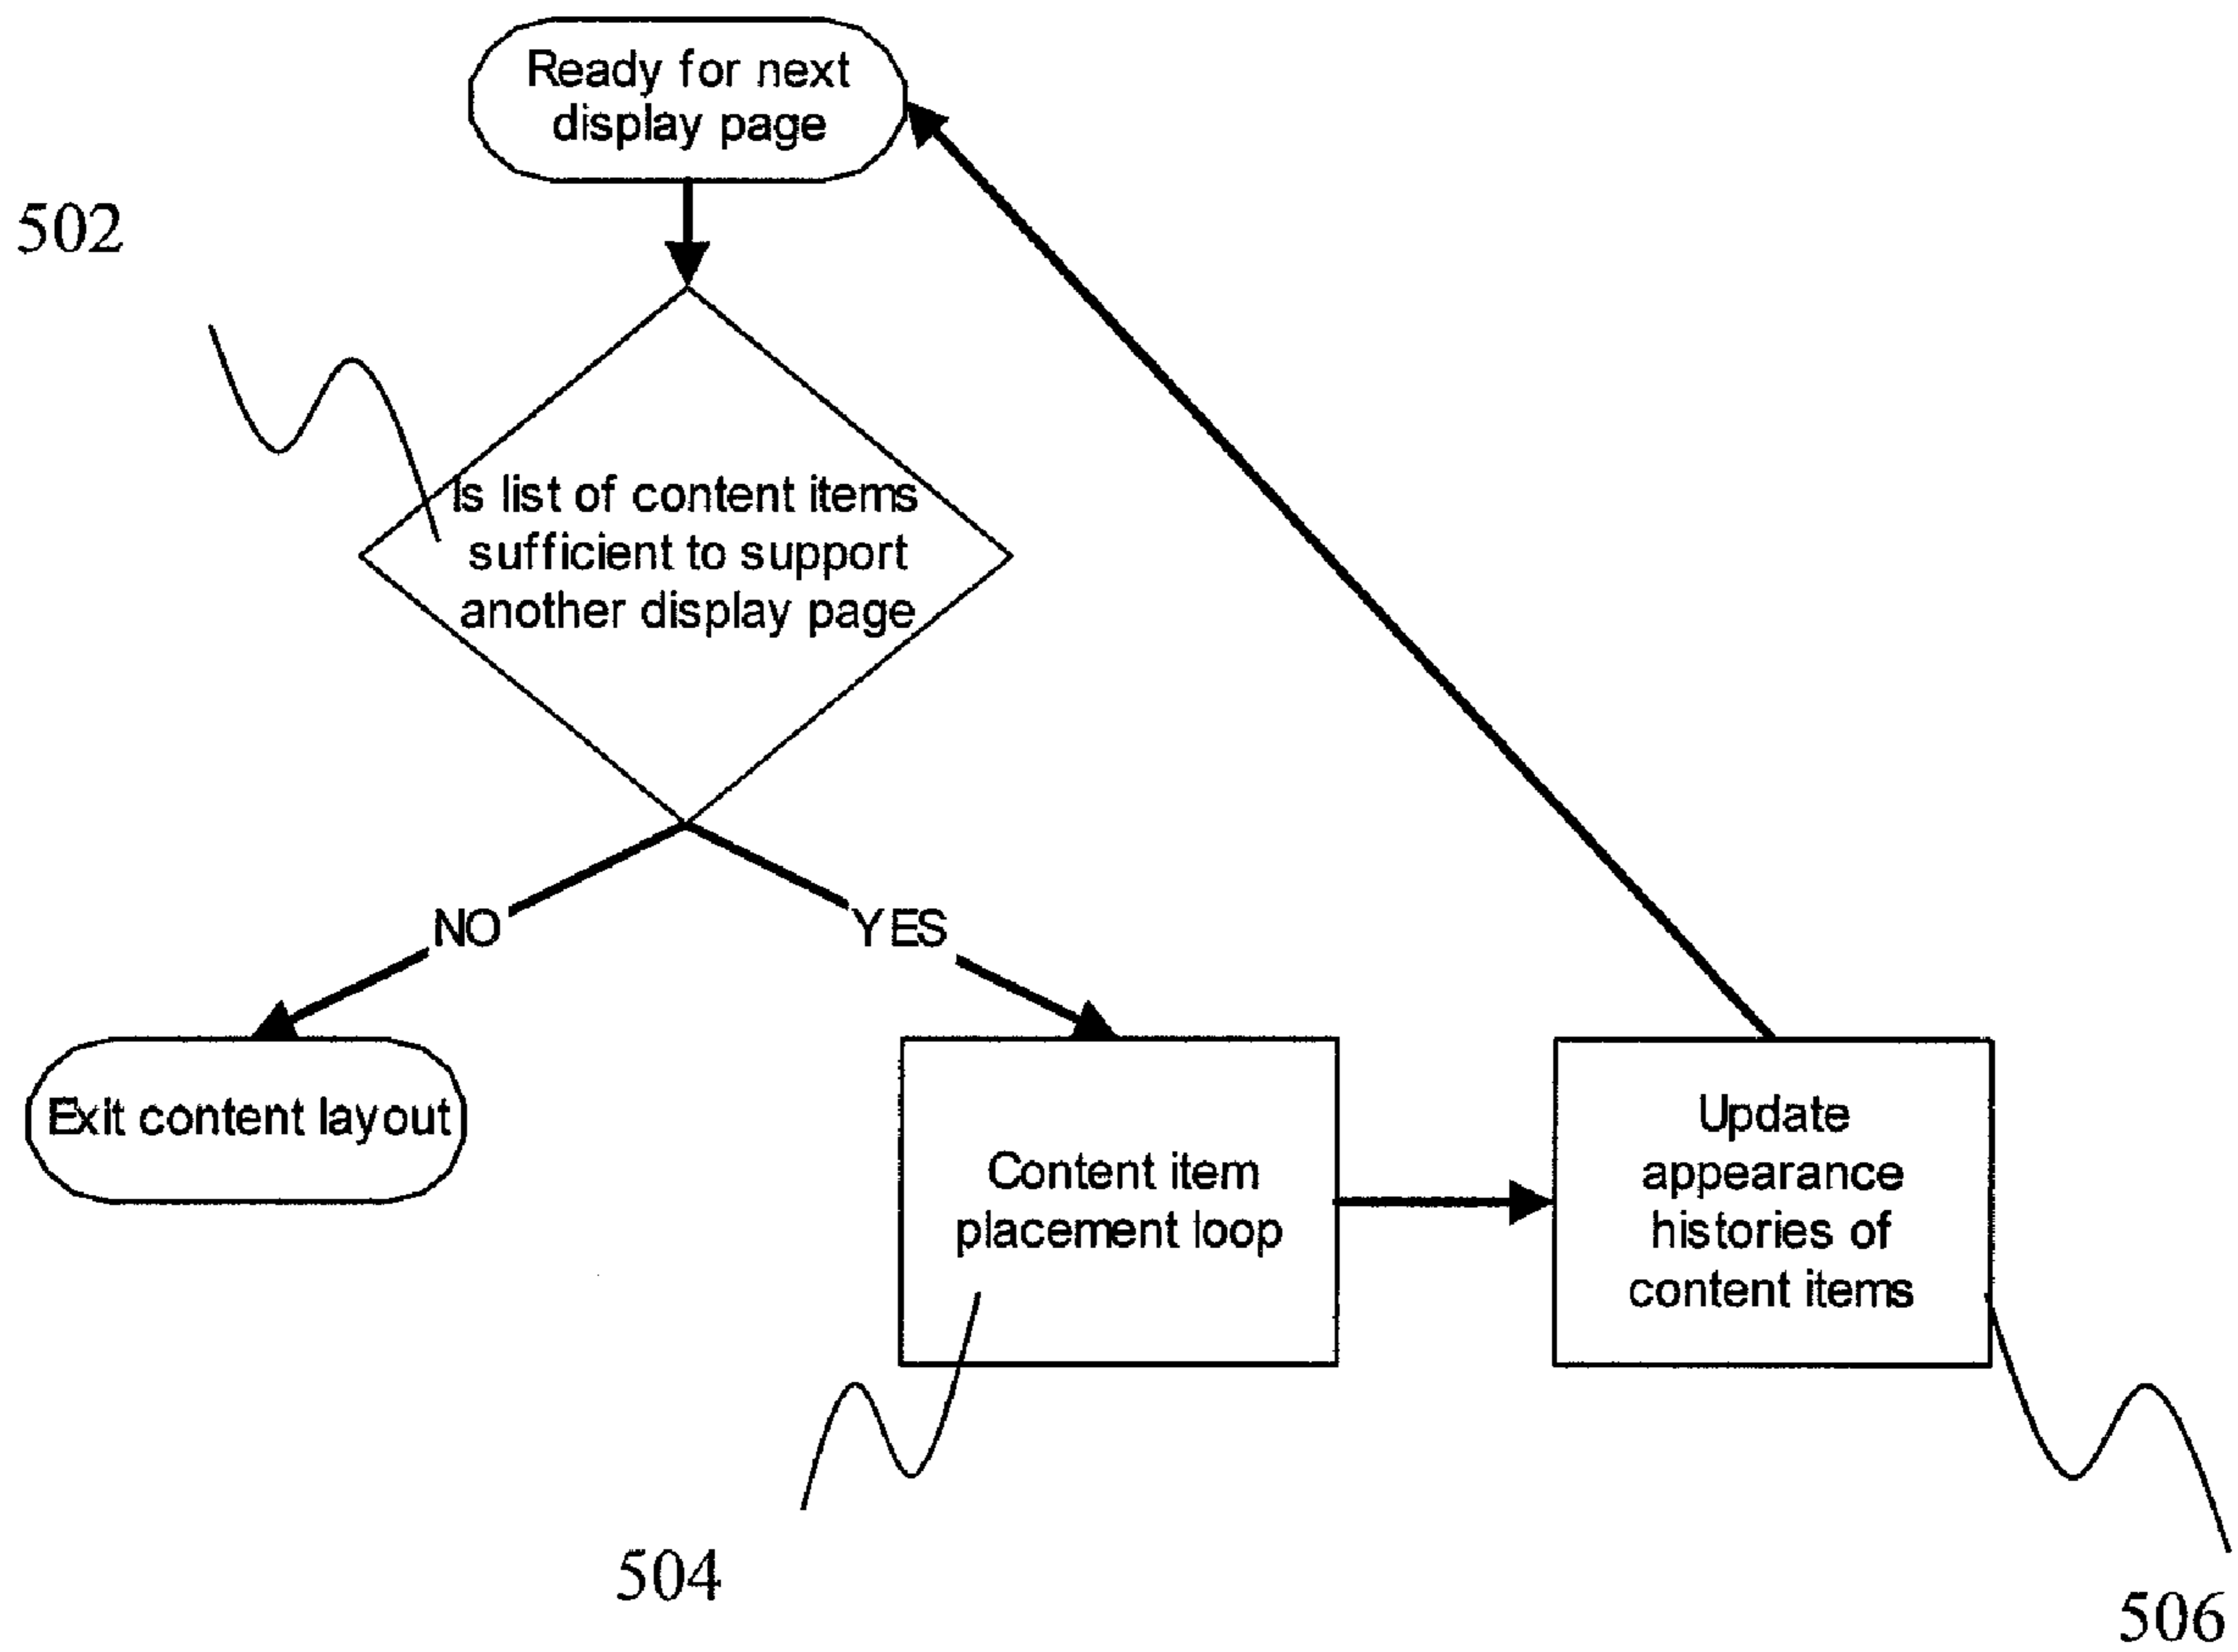 Ready for next
display page
502
Is list of content items
sufficient to support
another display page
NO
YES
Exit content layout
Content item
placement loop
Update
appearance
histories of
content items
504
506